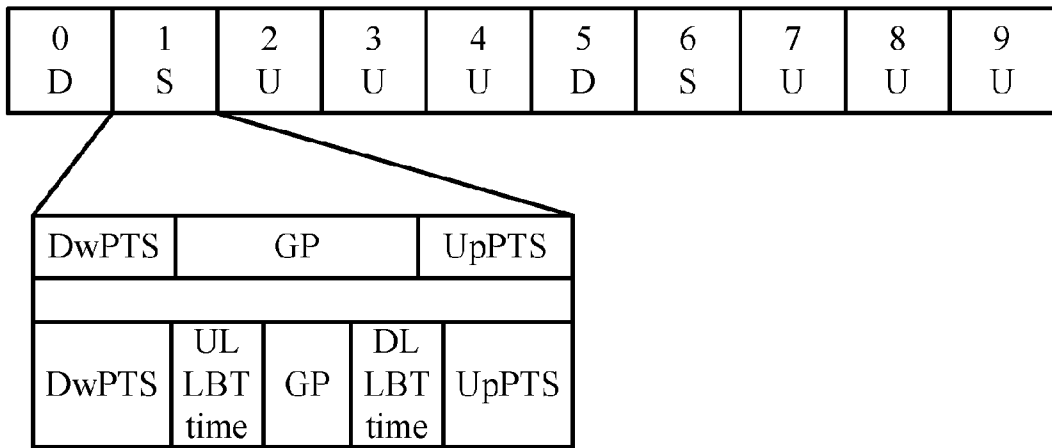 0 1 2 3 4 5 6 7 8 9
D S U U U D S U U U
DwPTS GP UpPTS
UL DL
DwPTS LBT GP LBT UpPTS
time time